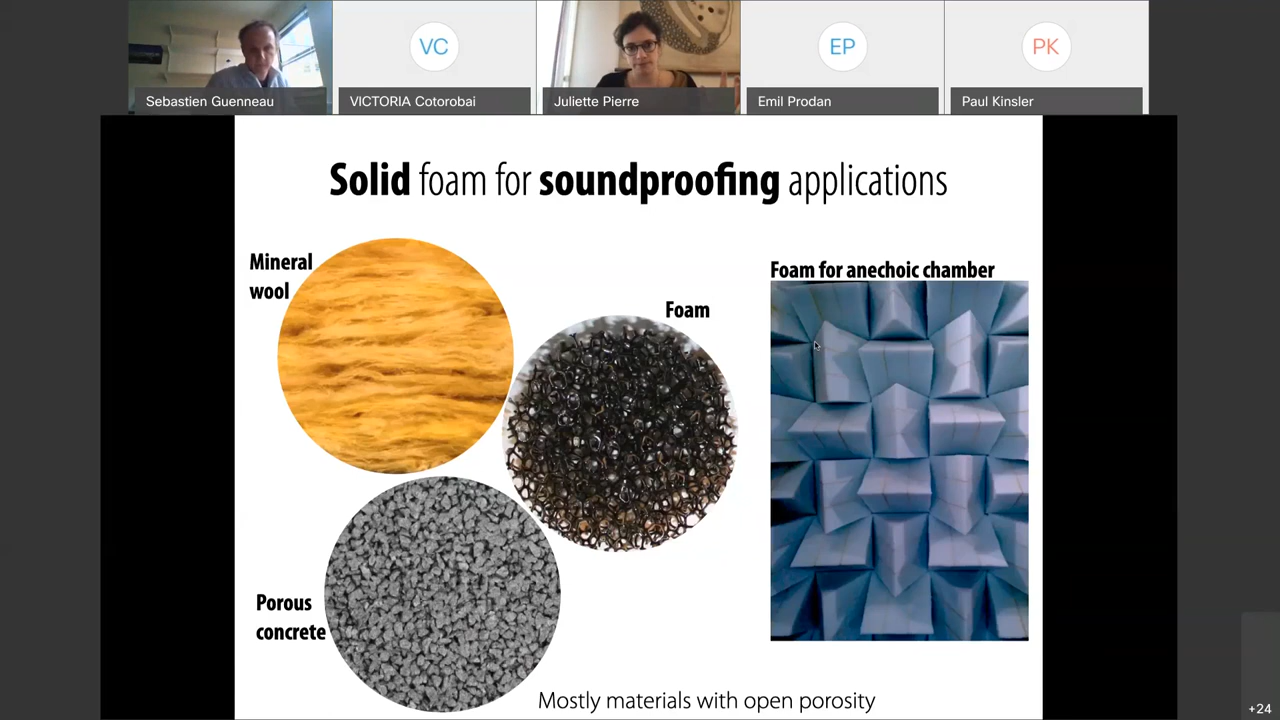 VC
EP
PK
Sebastien Guenneau
VICTORIA Cotorobai
Juliette Pierre
Emil Prodan
Paul Kinsler
Solid foam for soundproofing applications
Mineral
wool
Foam
Foam for anechoic chamber
Porous
concrete
Mostly materials with open porosity
+24